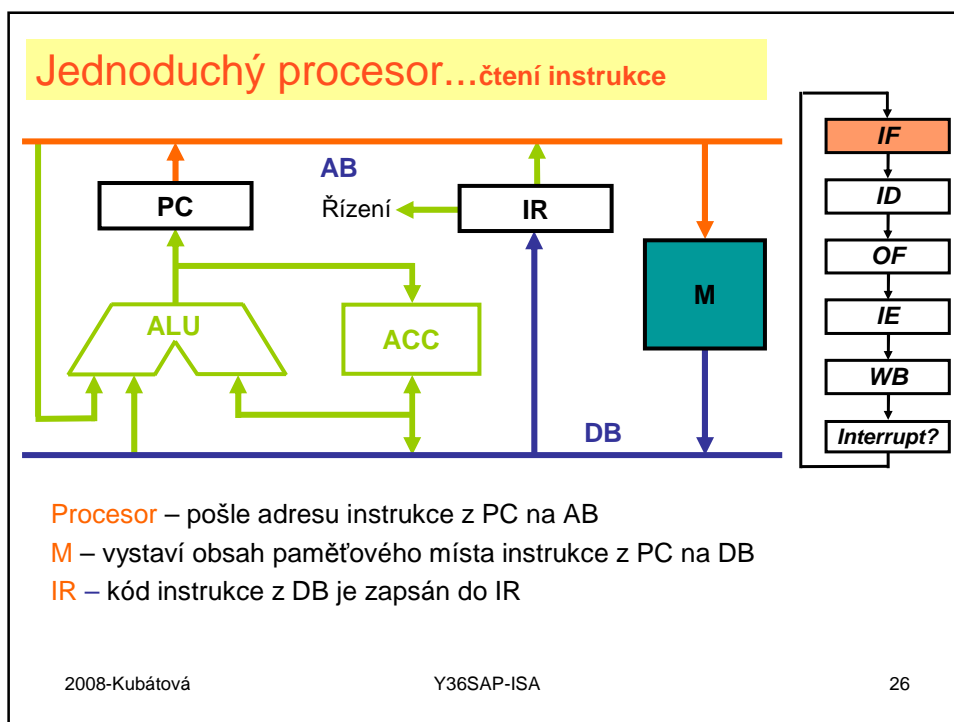 Jednoduchý procesor...čtení instrukce
AB
PC
Řízení
IR
M
ALU
ACC
DB
IF
ID
OF
IE
WB
Interrupt?
Procesor – pošle adresu instrukce z PC na AB
M – vystaví obsah paměťového místa instrukce z PC na DB
IR – kód instrukce z DB je zapsán do IR
2008-Kubátová Y36SAP-ISA 26